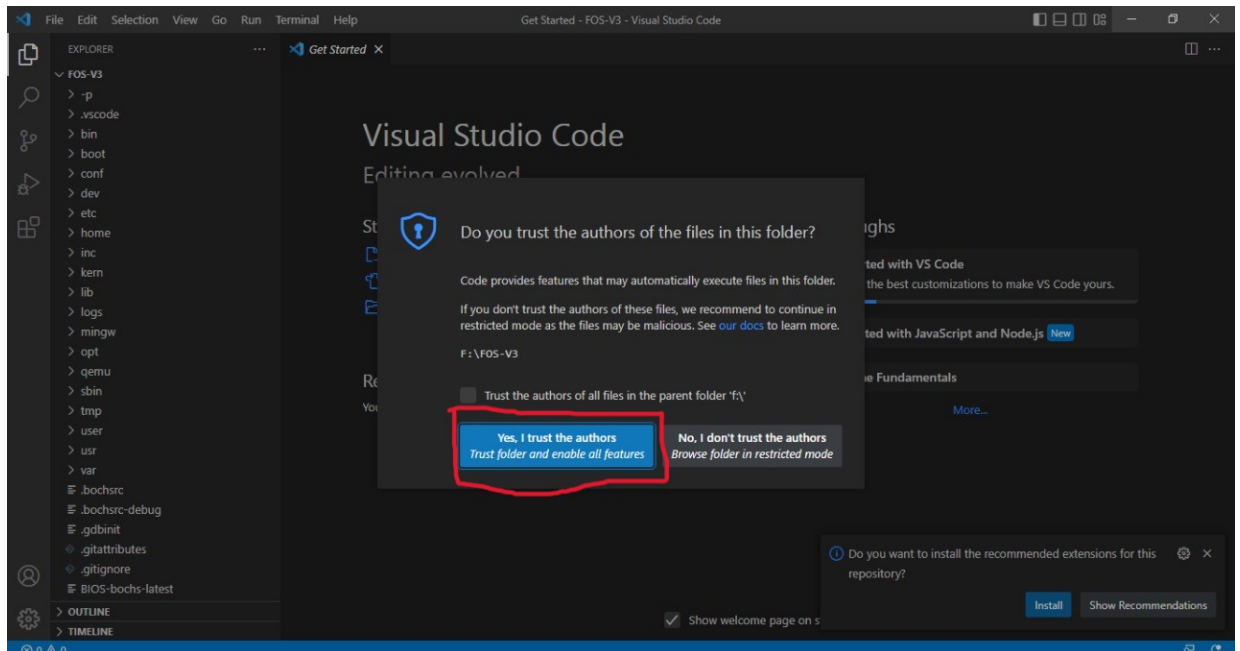 File Edit Selection View Go Run Terminal Help
Get Started - FOS-V3 - Visual Studio Code
EXPLORER
Get Started
FOS-V3
-p
.vscode
bin
boot
conf
dev
etc
home
inc
kern
lib
logs
mingw
opt
qemu
sbin
tmp
user
usr
var
.bochsrc
.bochsrc-debug
.gdbinit
.gitattributes
.gitignore
BIOS-bochs-latest
OUTLINE
TIMELINE
Visual Studio Code
Editing evolved
Do you trust the authors of the files in this folder?
Code provides features that may automatically execute files in this folder.
If you don't trust the authors of these files, we recommend to continue in
restricted mode as the files may be malicious. See our docs to learn more.
F:\FOS-V3
Trust the authors of all files in the parent folder 'f:\'
Yes, I trust the authors
Trust folder and enable all features
No, I don't trust the authors
Browse folder in restricted mode
ted with VS Code
the best customizations to make VS Code yours.
ted with JavaScript and Node.js New
Fundamentals
More...
Show welcome page on
Do you want to install the recommended extensions for this
repository?
Install
Show Recommendations
0 0